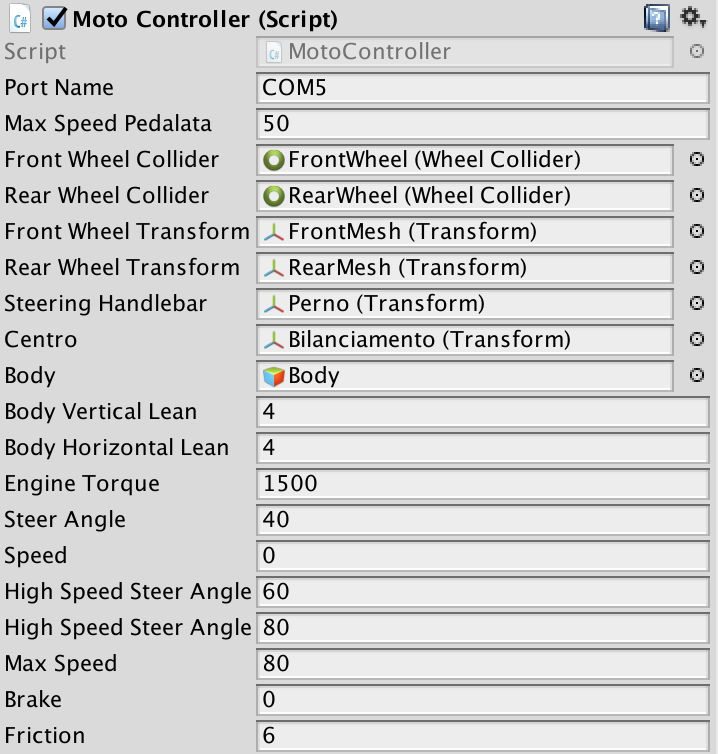 Moto Controller (Script)
Script MotoController
Port Name COM5
Max Speed Pedalata 50
Front Wheel Collider FrontWheel (Wheel Collider)
Rear Wheel Collider RearWheel (Wheel Collider)
Front Wheel Transform FrontMesh (Transform)
Rear Wheel Transform RearMesh (Transform)
Steering Handlebar Perno (Transform)
Centro Bilanciamento (Transform)
Body Body
Body Vertical Lean 4
Body Horizontal Lean 4
Engine Torque 1500
Steer Angle 40
Speed 0
High Speed Steer Angle 60
High Speed Steer Angle 80
Max Speed 80
Brake 0
Friction 6